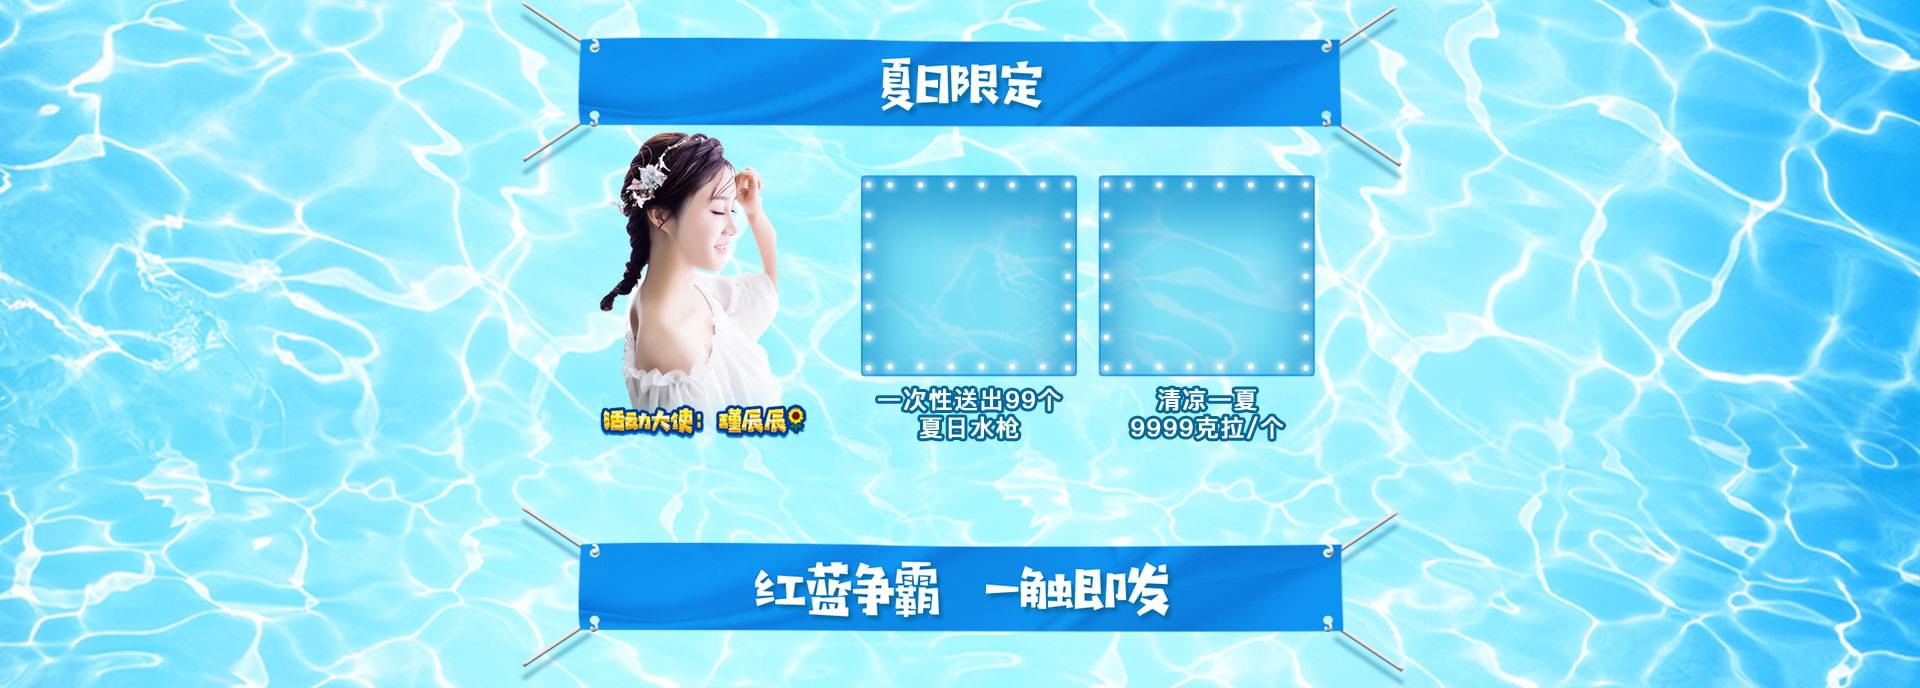 夏日限定
活动大使：瑾辰辰
一次性送出99个
夏日水枪
清凉一夏
9999克拉/个
红蓝争霸 一触即发